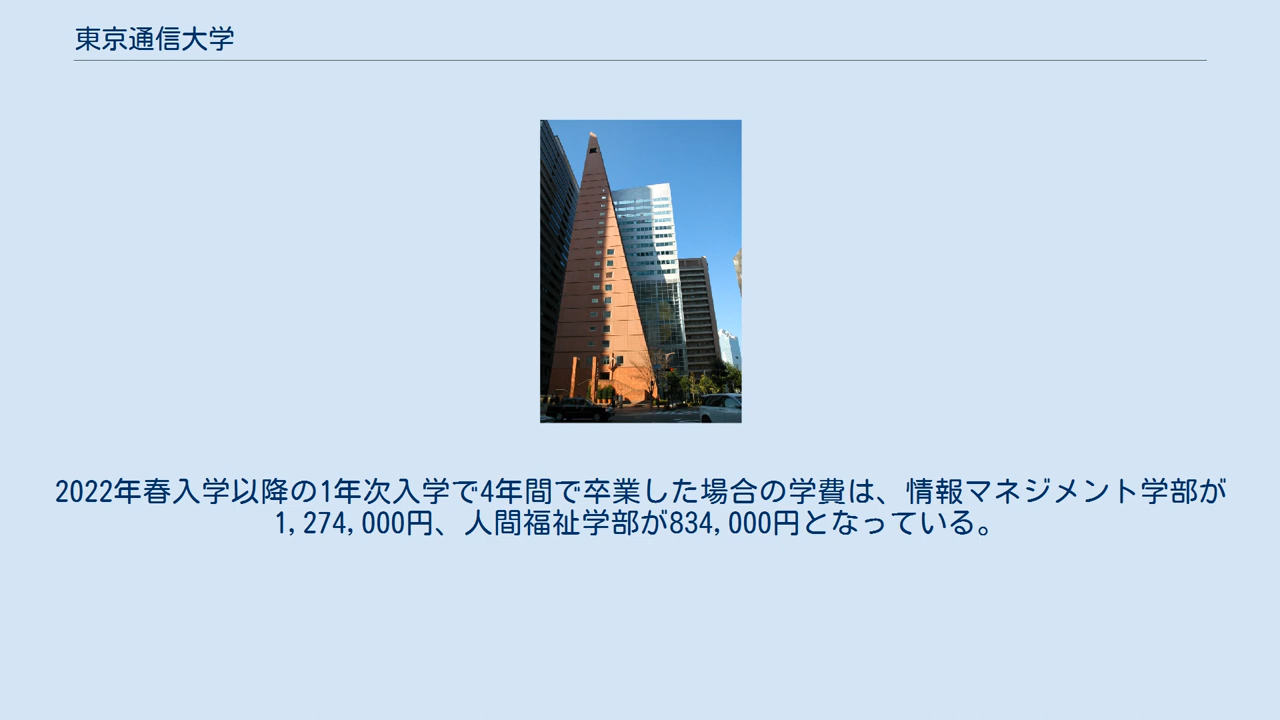 東京通信大学
2022年春入学以降の1年次入学で4年間で卒業した場合の学費は、情報マネジメント学部が
1,274,000円、人間福祉学部が834,000円となっている。